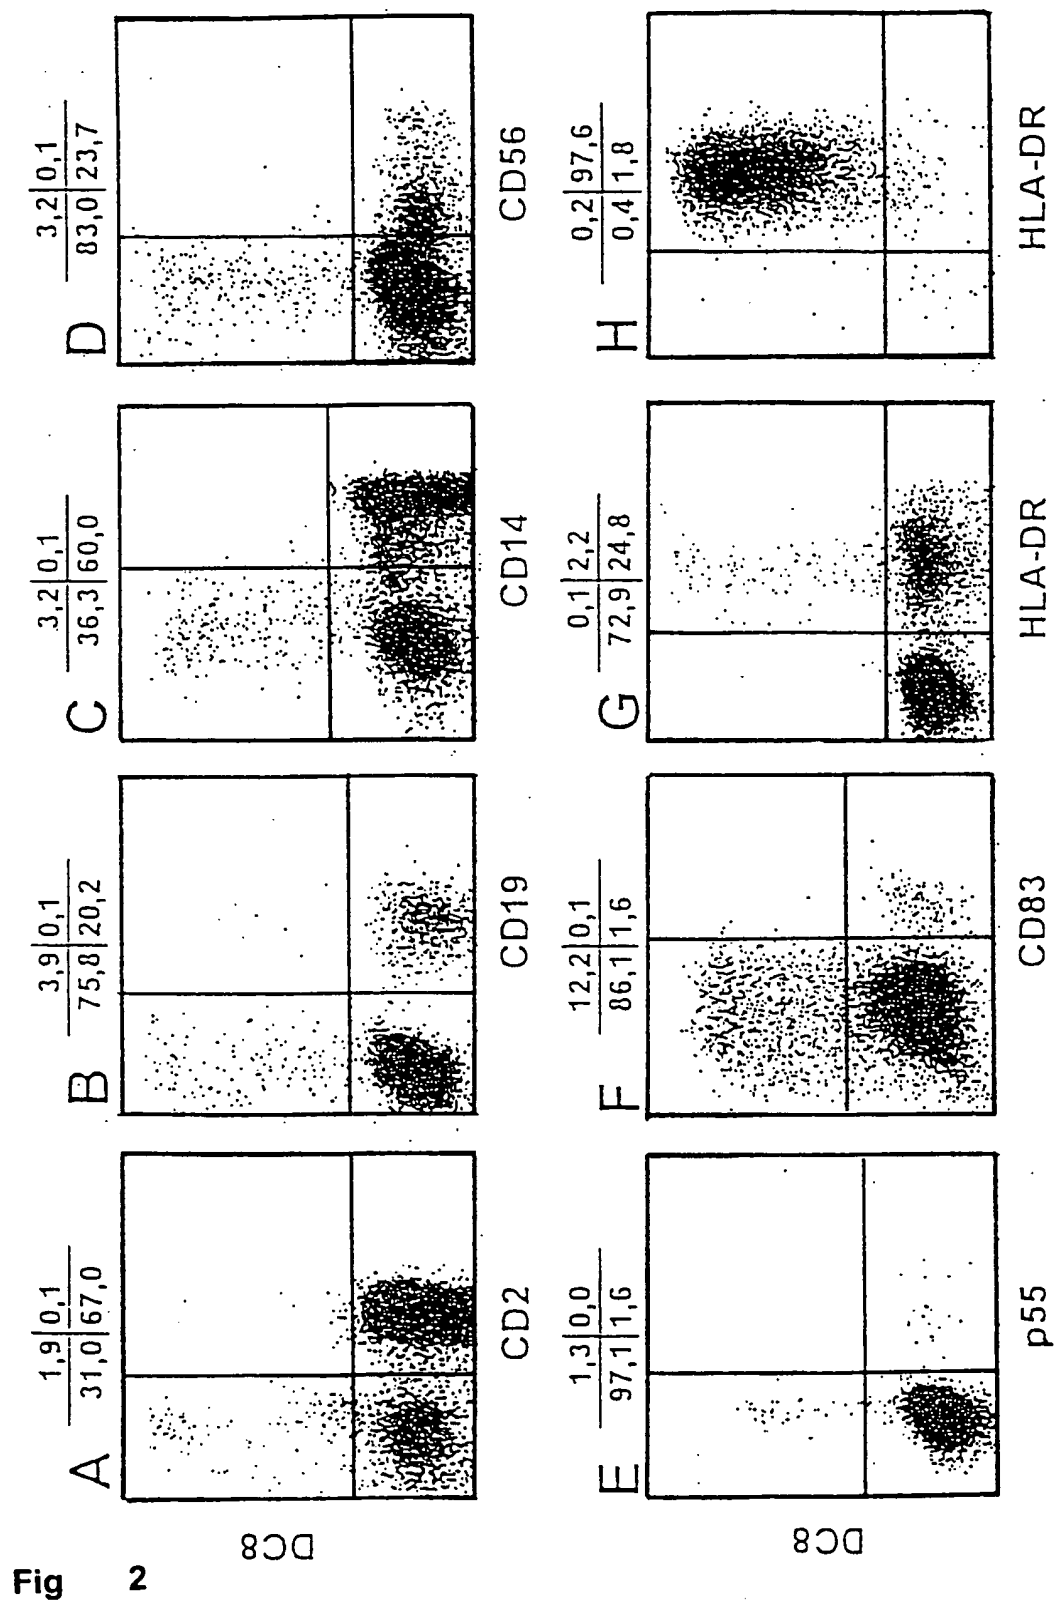 Fig 2
DC8
A
1,9|0,1
31,0|67,0
CD2
B
3,9|0,1
75,8|20,2
CD19
C
3,2|0,1
36,3|60,0
CD14
D
3,2|0,1
83,0|23,7
CD56
DC8
E
1,3|0,0
97,1|1,6
p55
F
12,2|0,1
86,1|1,6
CD83
G
0,1|2,2
72,9|24,8
HLA-DR
H
0,2|97,6
0,4|1,8
HLA-DR